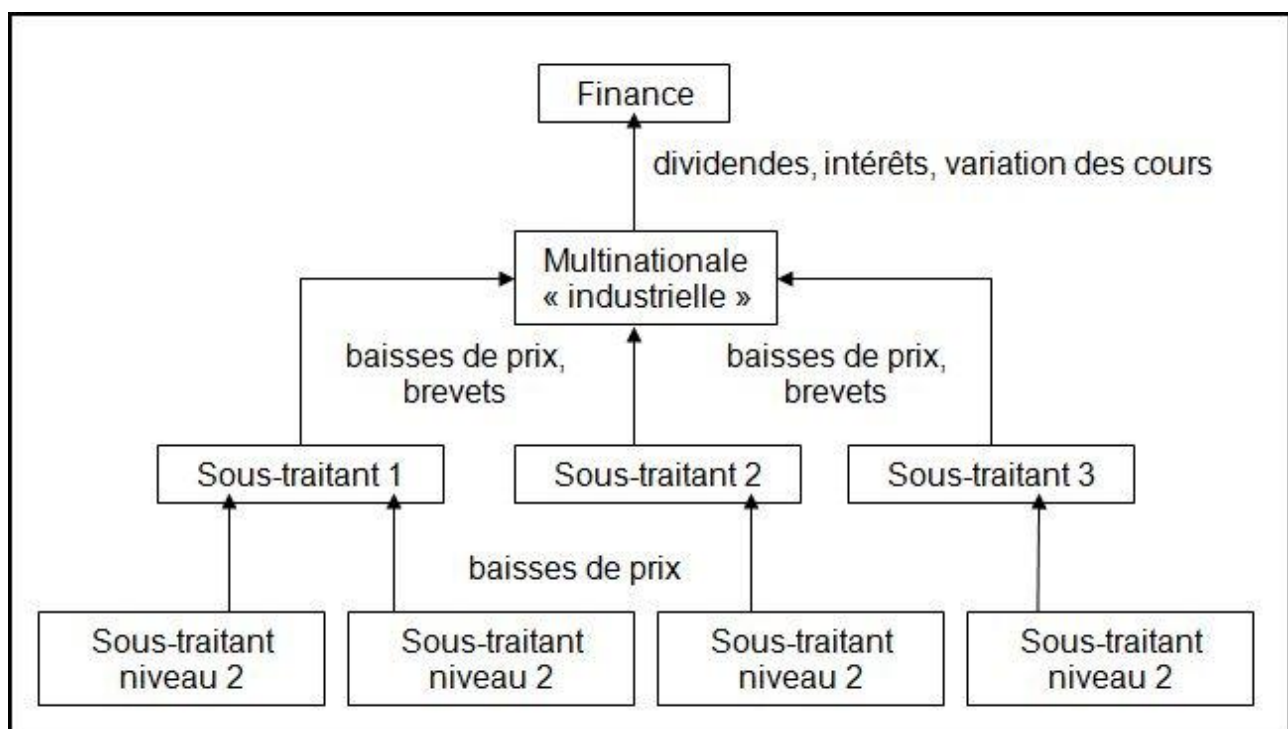 Finance
dividendes, intérêts, variation des cours
Multinationale
« industrielle »
baisses de prix,
brevets
baisses de prix,
brevets
Sous-traitant 1
Sous-traitant 2
Sous-traitant 3
baisses de prix
Sous-traitant
niveau 2
Sous-traitant
niveau 2
Sous-traitant
niveau 2
Sous-traitant
niveau 2